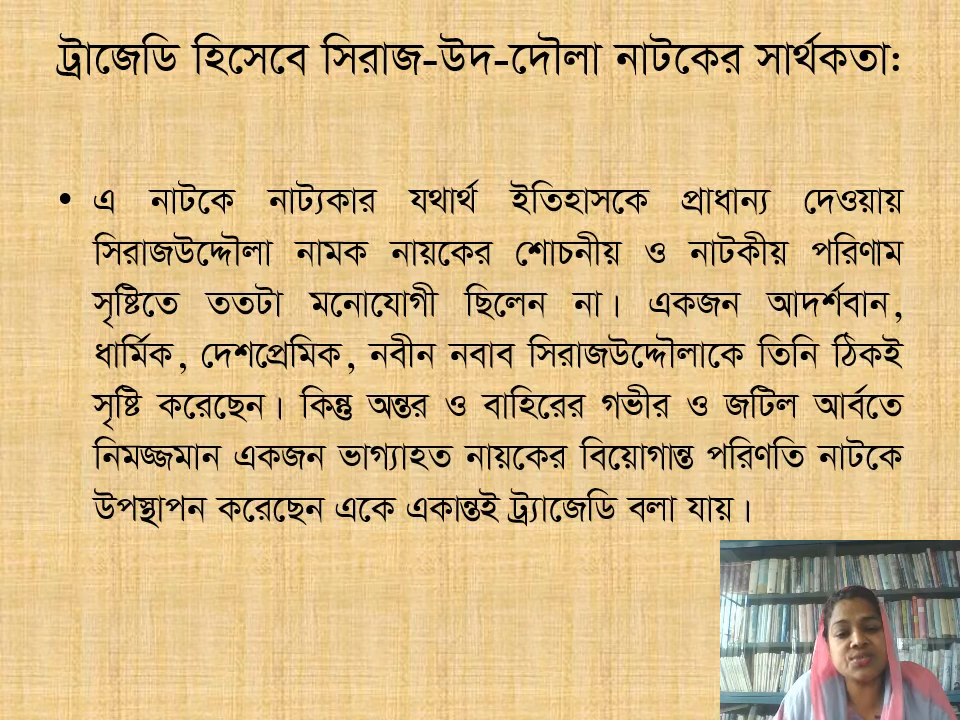 ট্রাজেডি হিসেবে সিরাজ-উদ-দৌলা নাটকের সার্থকতা:
• এ নাটকে নাট্যকার যথার্থ ইতিহাসকে প্রাধান্য দেওয়ায়
সিরাজউদ্দৌলা নামক নায়কের শোচনীয় ও নাটকীয় পরিণাম
সৃষ্টিতে ততটা মনোযোগী ছিলেন না। একজন আদর্শবান,
ধার্মিক, দেশপ্রেমিক, নবীন নবাব সিরাজউদ্দৌলাকে তিনি ঠিকই
সৃষ্টি করেছেন। কিন্তু অন্তর ও বাহিরের গভীর ও জটিল আর্বতে
নিমজ্জমান একজন ভাগ্যাহত নায়কের বিয়োগান্ত পরিণতি নাটকে
উপস্থাপন করেছেন একে একান্তই ট্র্যাজেডি বলা যায়।